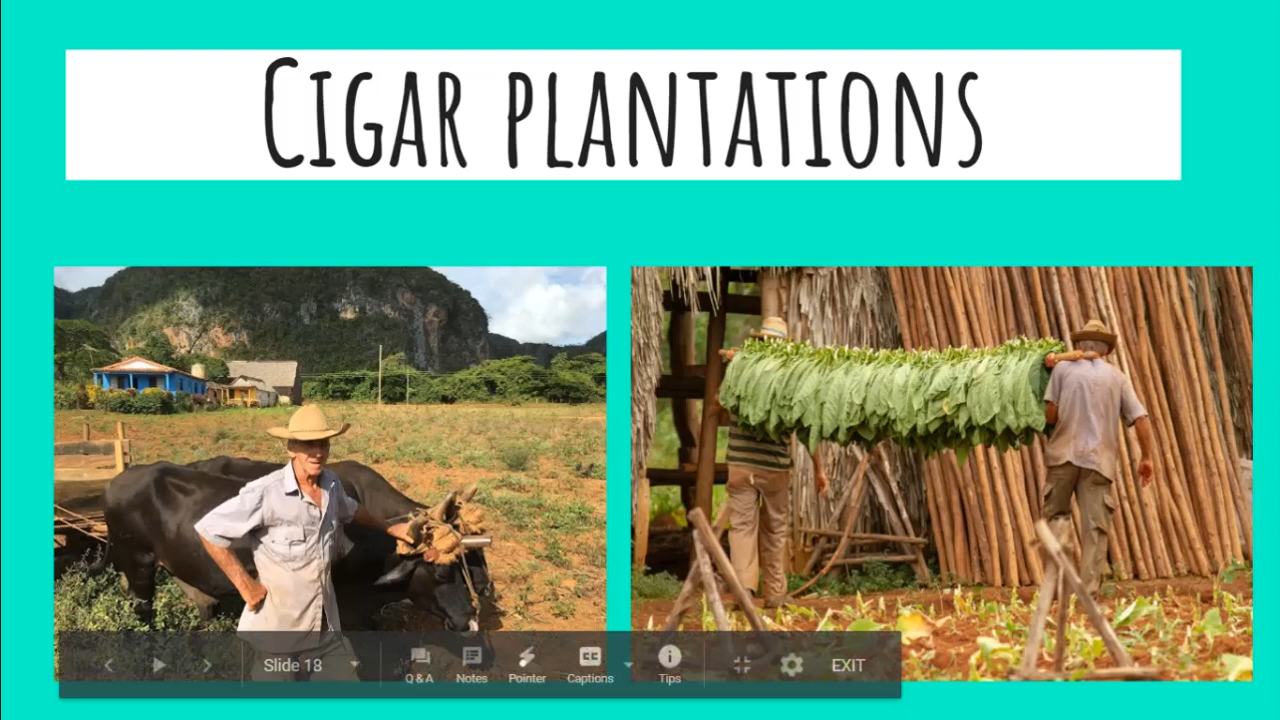 Cigar plantations
Slide 18
Q & A
Notes
Pointer
Captions
Tips
EXIT